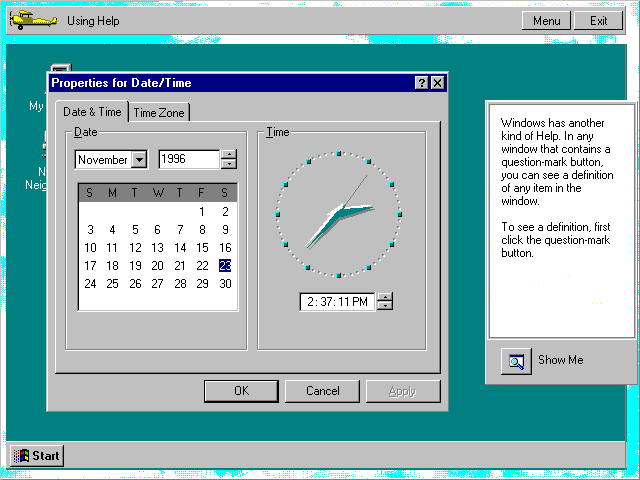 Using Help
Menu
Exit
My
N
Neig
Properties for Date/Time
Date & Time
Time Zone
Date
November
1996
S M T W T F S
1 2
3 4 5 6 7 8 9
10 11 12 13 14 15 16
17 18 19 20 21 22 23
24 25 26 27 28 29 30
Time
2:37:11 PM
OK
Cancel
Apply
Windows has another
kind of Help. In any
window that contains a
question-mark button,
you can see a definition
of any item in the
window.
To see a definition, first
click the question-mark
button.
Show Me
Start